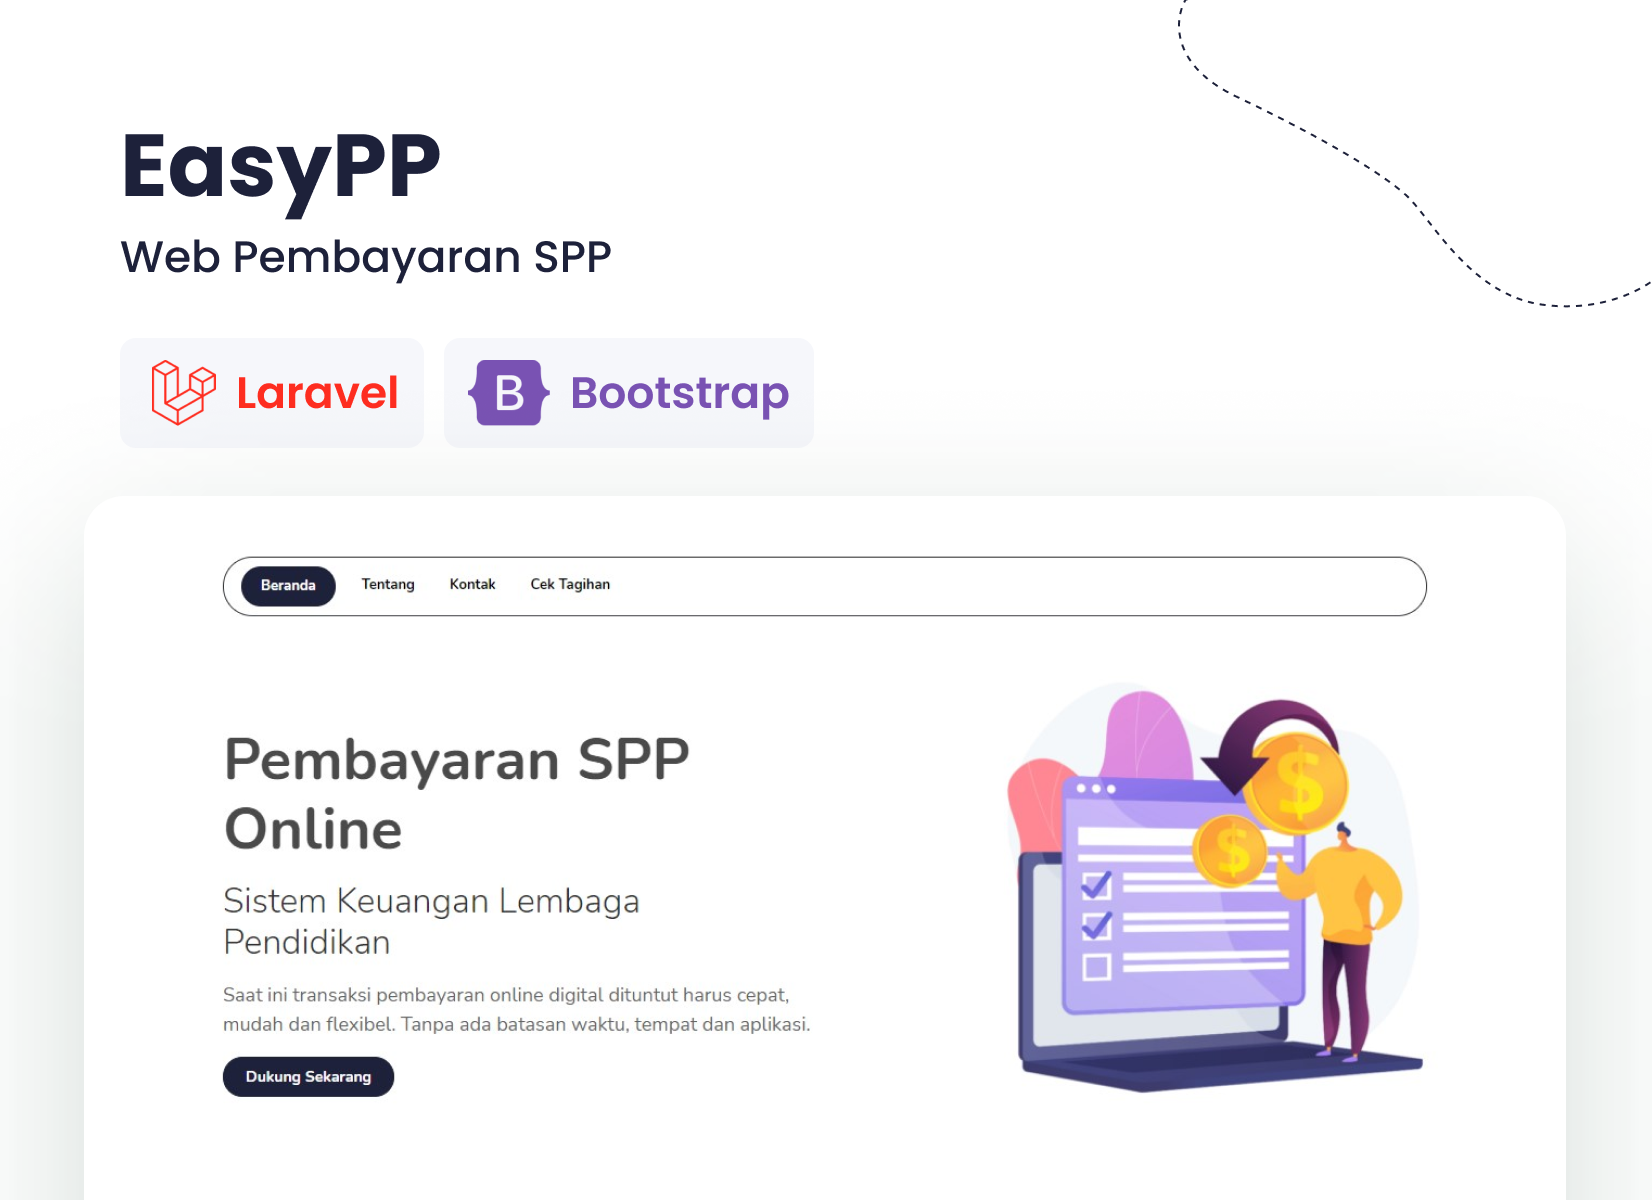 EasyPP
Web Pembayaran SPP
Laravel
B Bootstrap
Beranda Tentang Kontak Cek Tagihan
Pembayaran SPP
Online
Sistem Keuangan Lembaga
Pendidikan
Saat ini transaksi pembayaran online digital dituntut harus cepat,
mudah dan flexibel. Tanpa ada batasan waktu, tempat dan aplikasi.
Dukung Sekarang
$
$